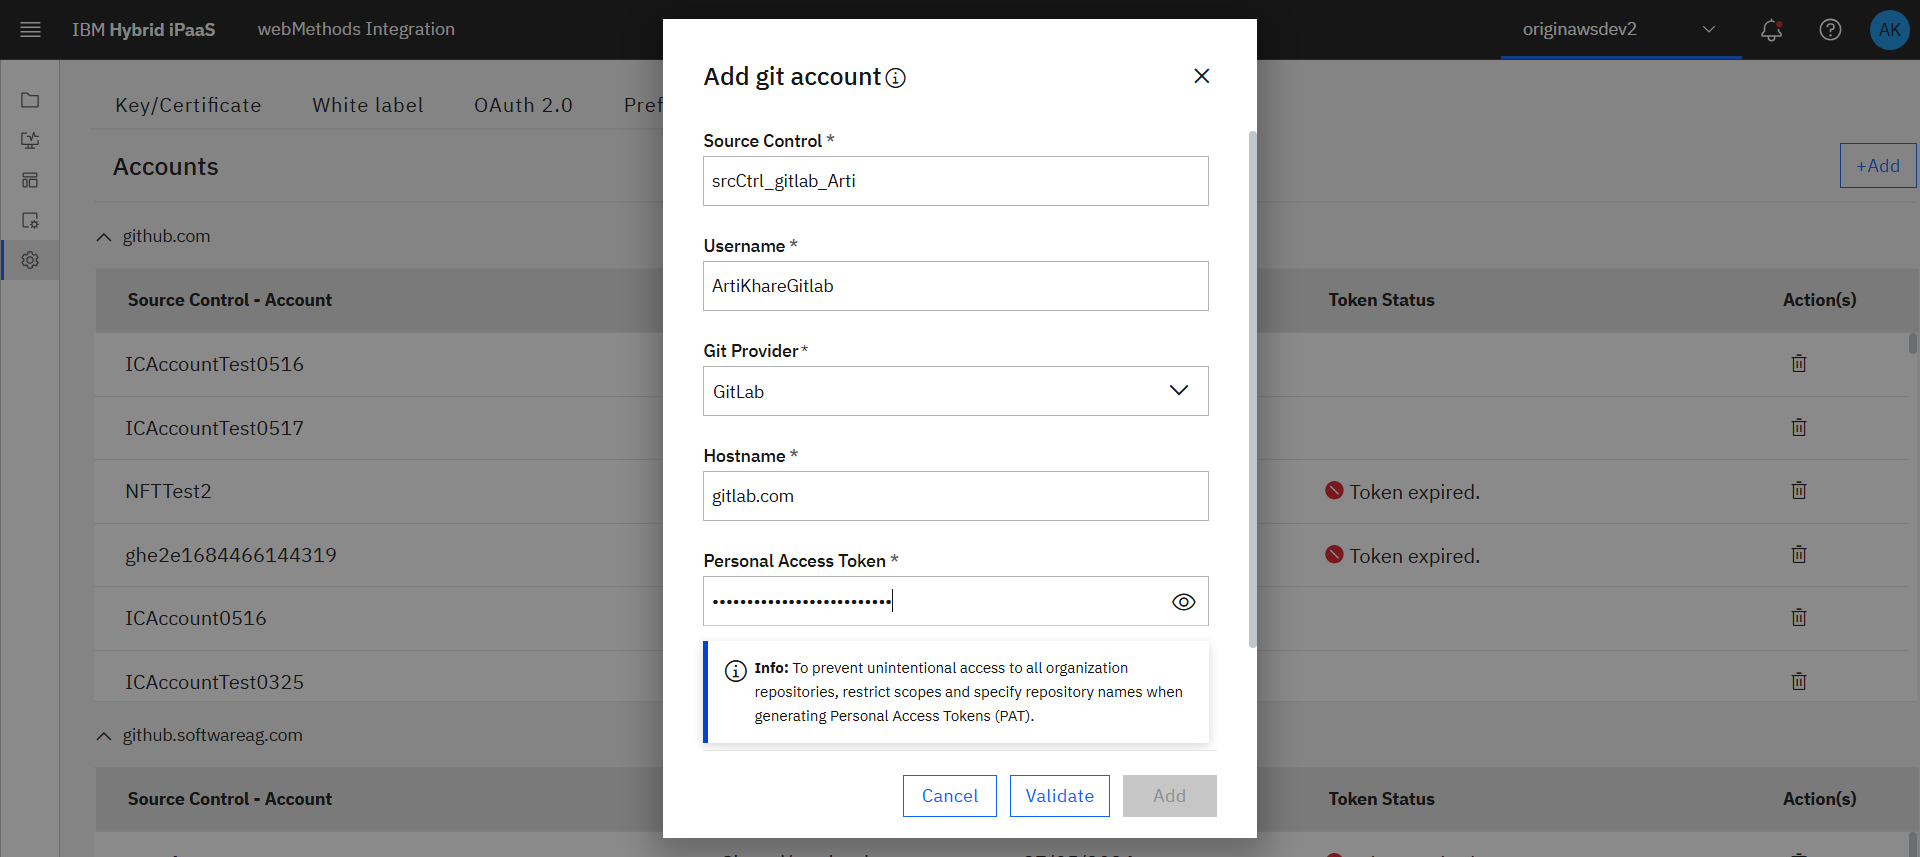 IBM Hybrid iPaaS
webMethods Integration
originawsdev2
AK
Key/Certificate
White label
OAuth 2.0
Pref
Accounts
+Add
github.com
Source Control - Account
Token Status
Action(s)
ICAccountTest0516
ICAccountTest0517
NFTTest2
Token expired.
ghe2e1684466144319
Token expired.
ICAccount0516
ICAccountTest0325
github.softwareag.com
Source Control - Account
Token Status
Action(s)
Add git account
Source Control *
srcCtrl_gitlab_Arti
Username *
ArtiKhareGitlab
Git Provider*
GitLab
Hostname *
gitlab.com
Personal Access Token *
Info: To prevent unintentional access to all organization
repositories, restrict scopes and specify repository names when
generating Personal Access Tokens (PAT).
Cancel
Validate
Add